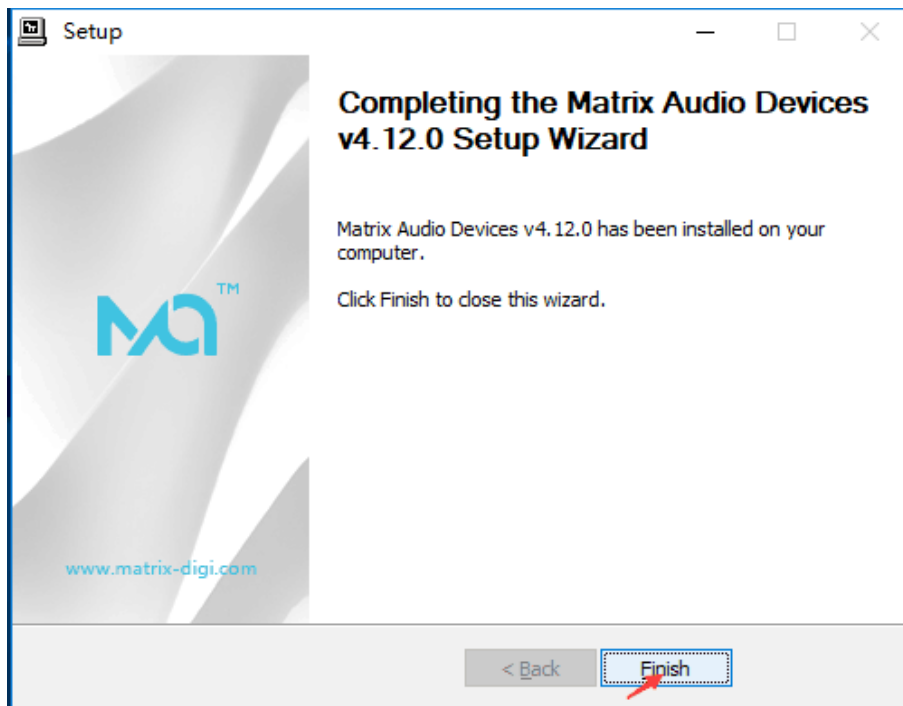 Setup
Completing the Matrix Audio Devices
v4.12.0 Setup Wizard
Matrix Audio Devices v4.12.0 has been installed on your
computer.
Click Finish to close this wizard.
MA™
www.matrix-digi.com
< Back
Finish